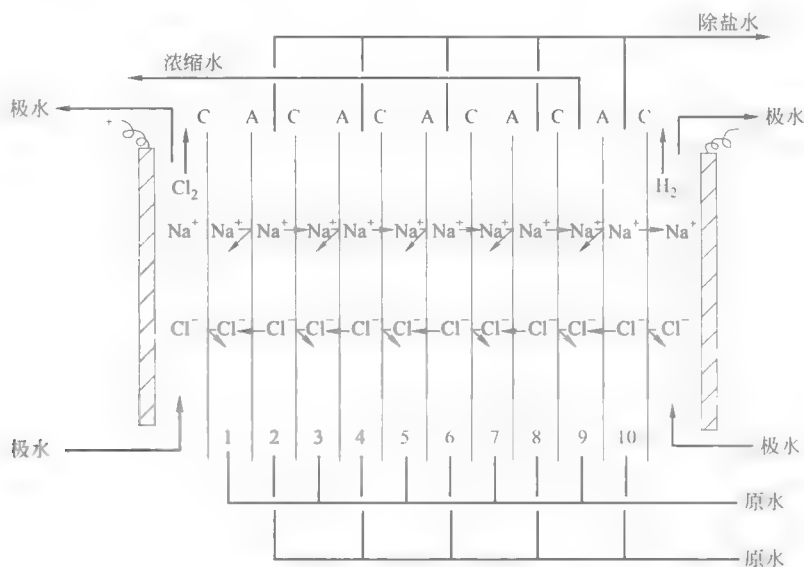 除盐水
浓缩水
极水 + C A C A C A C A C A C 极水
Cl₂ H₂
Na⁺ Na⁺ Na⁺ Na⁺ Na⁺ Na⁺ Na⁺ Na⁺ Na⁺ Na⁺ Na⁺ Na⁺
Cl⁻ Cl⁻ Cl⁻ Cl⁻ Cl⁻ Cl⁻ Cl⁻ Cl⁻ Cl⁻ Cl⁻ Cl⁻ Cl⁻
1 2 3 4 5 6 7 8 9 10
极水 极水
原水
原水